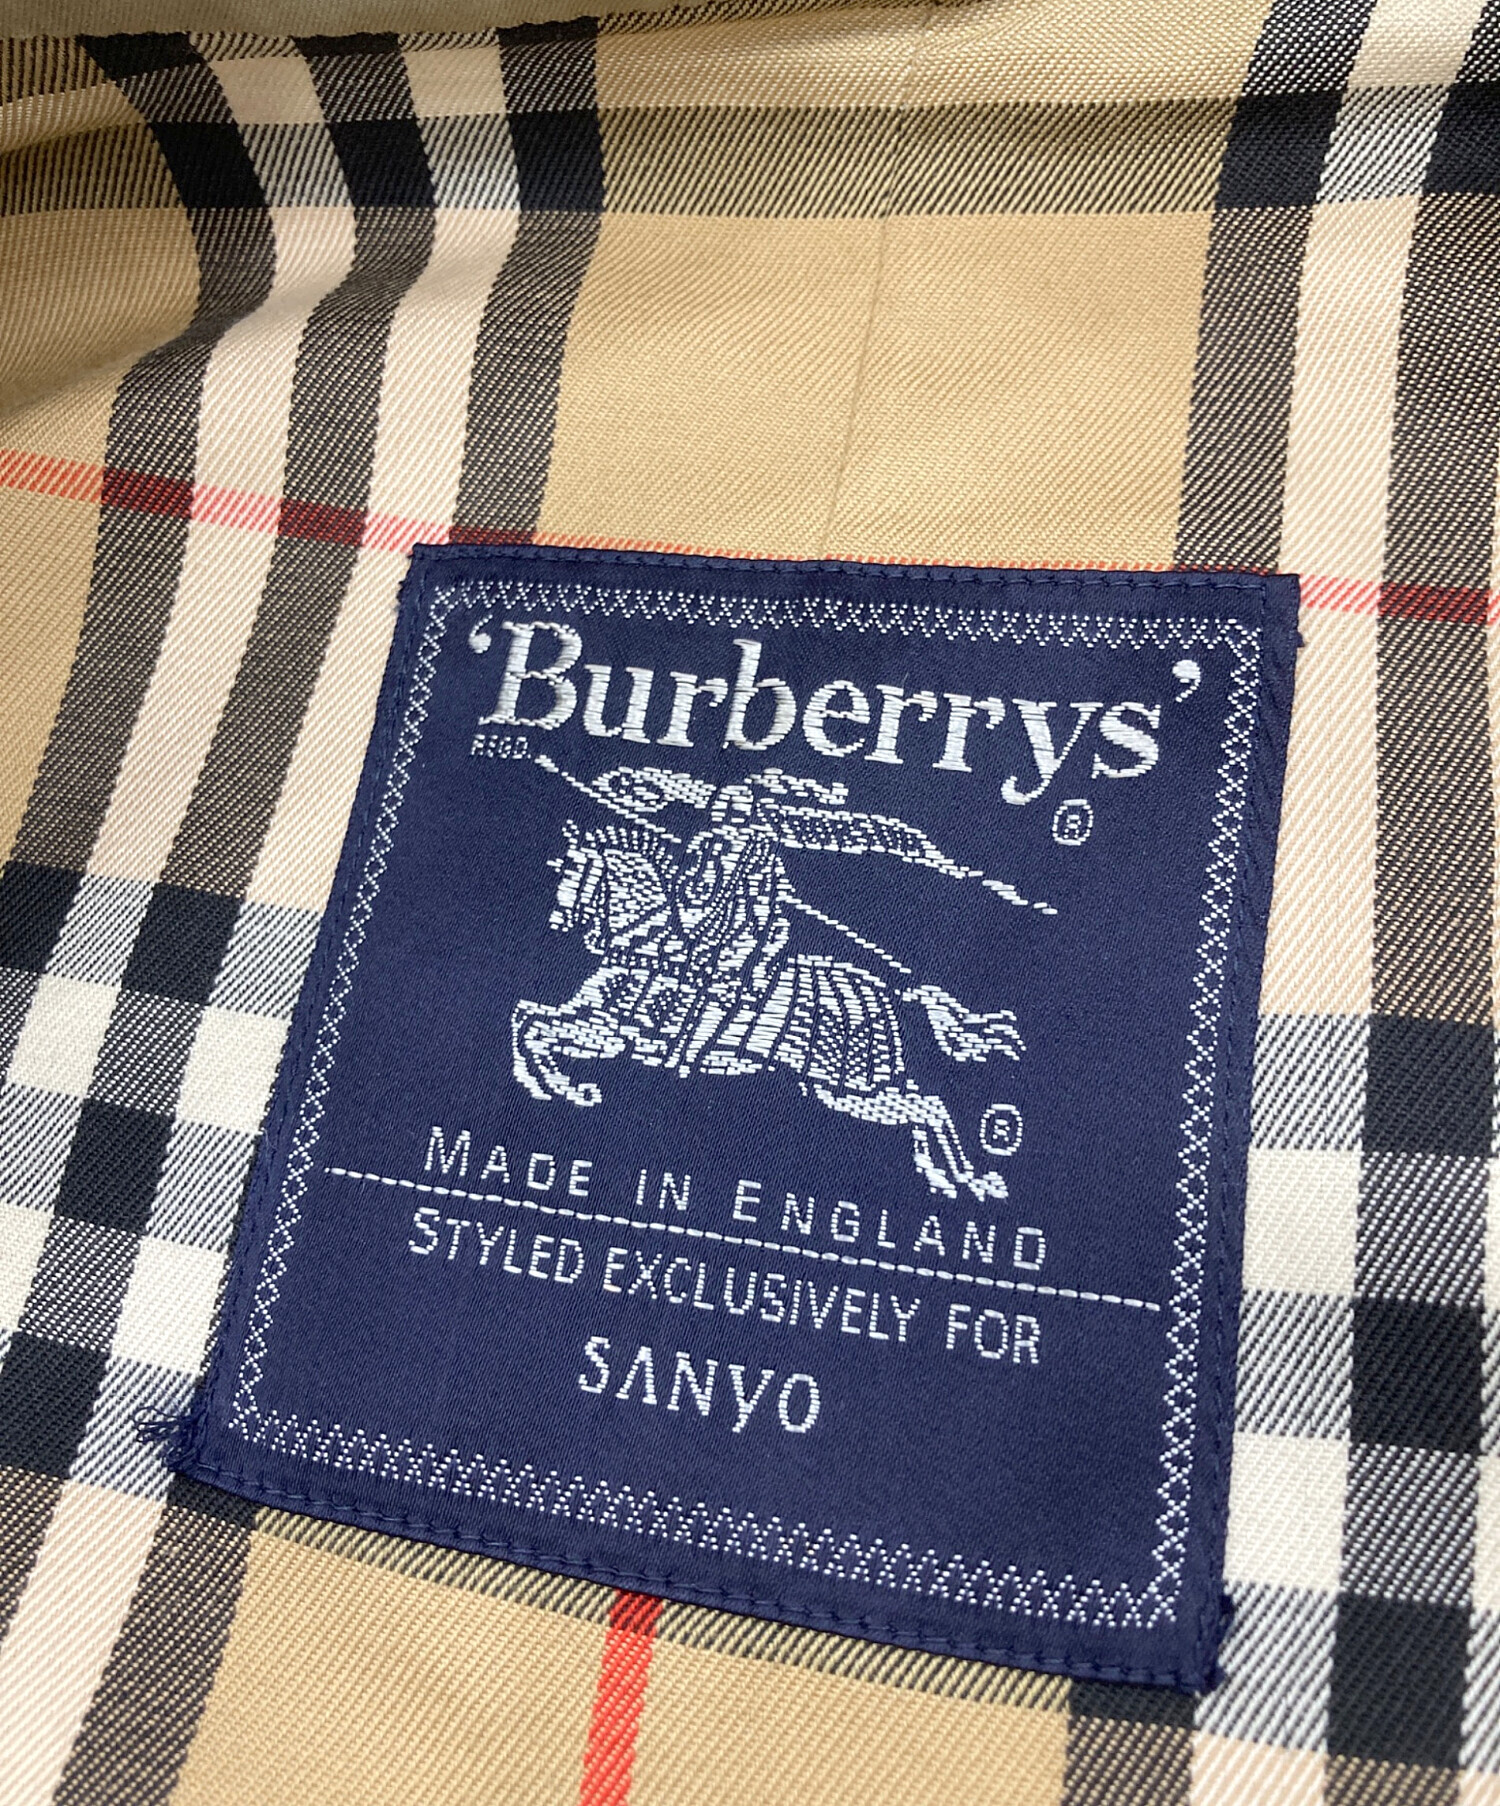 ‘Burberrys’
REGD.
®
®
MADE IN ENGLAND
STYLED EXCLUSIVELY FOR
SANYO